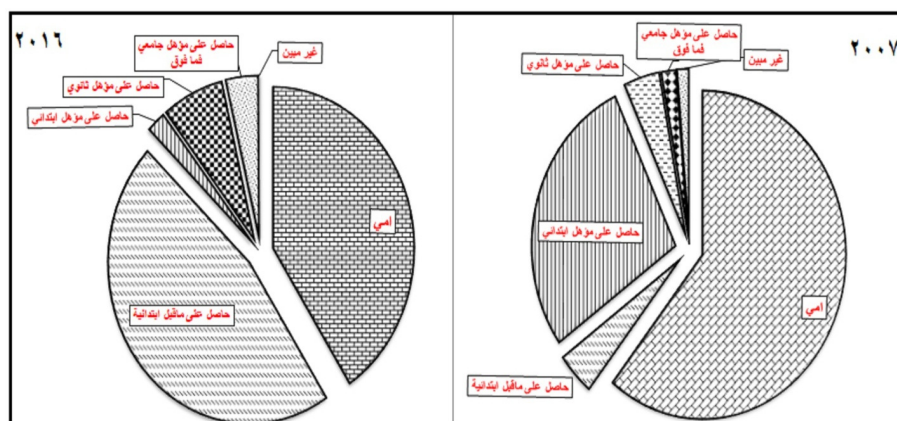 ٢٠٠٧
غير مبين
حاصل على مؤهل جامعي
فما فوق
حاصل على مؤهل ثانوي
حاصل على مؤهل ابتدائي
امي
حاصل على ماقبل ابتدائية
٢٠١٦
غير مبين
حاصل على مؤهل جامعي
فما فوق
حاصل على مؤهل ثانوي
حاصل على مؤهل ابتدائي
امي
حاصل على ماقبل ابتدائية